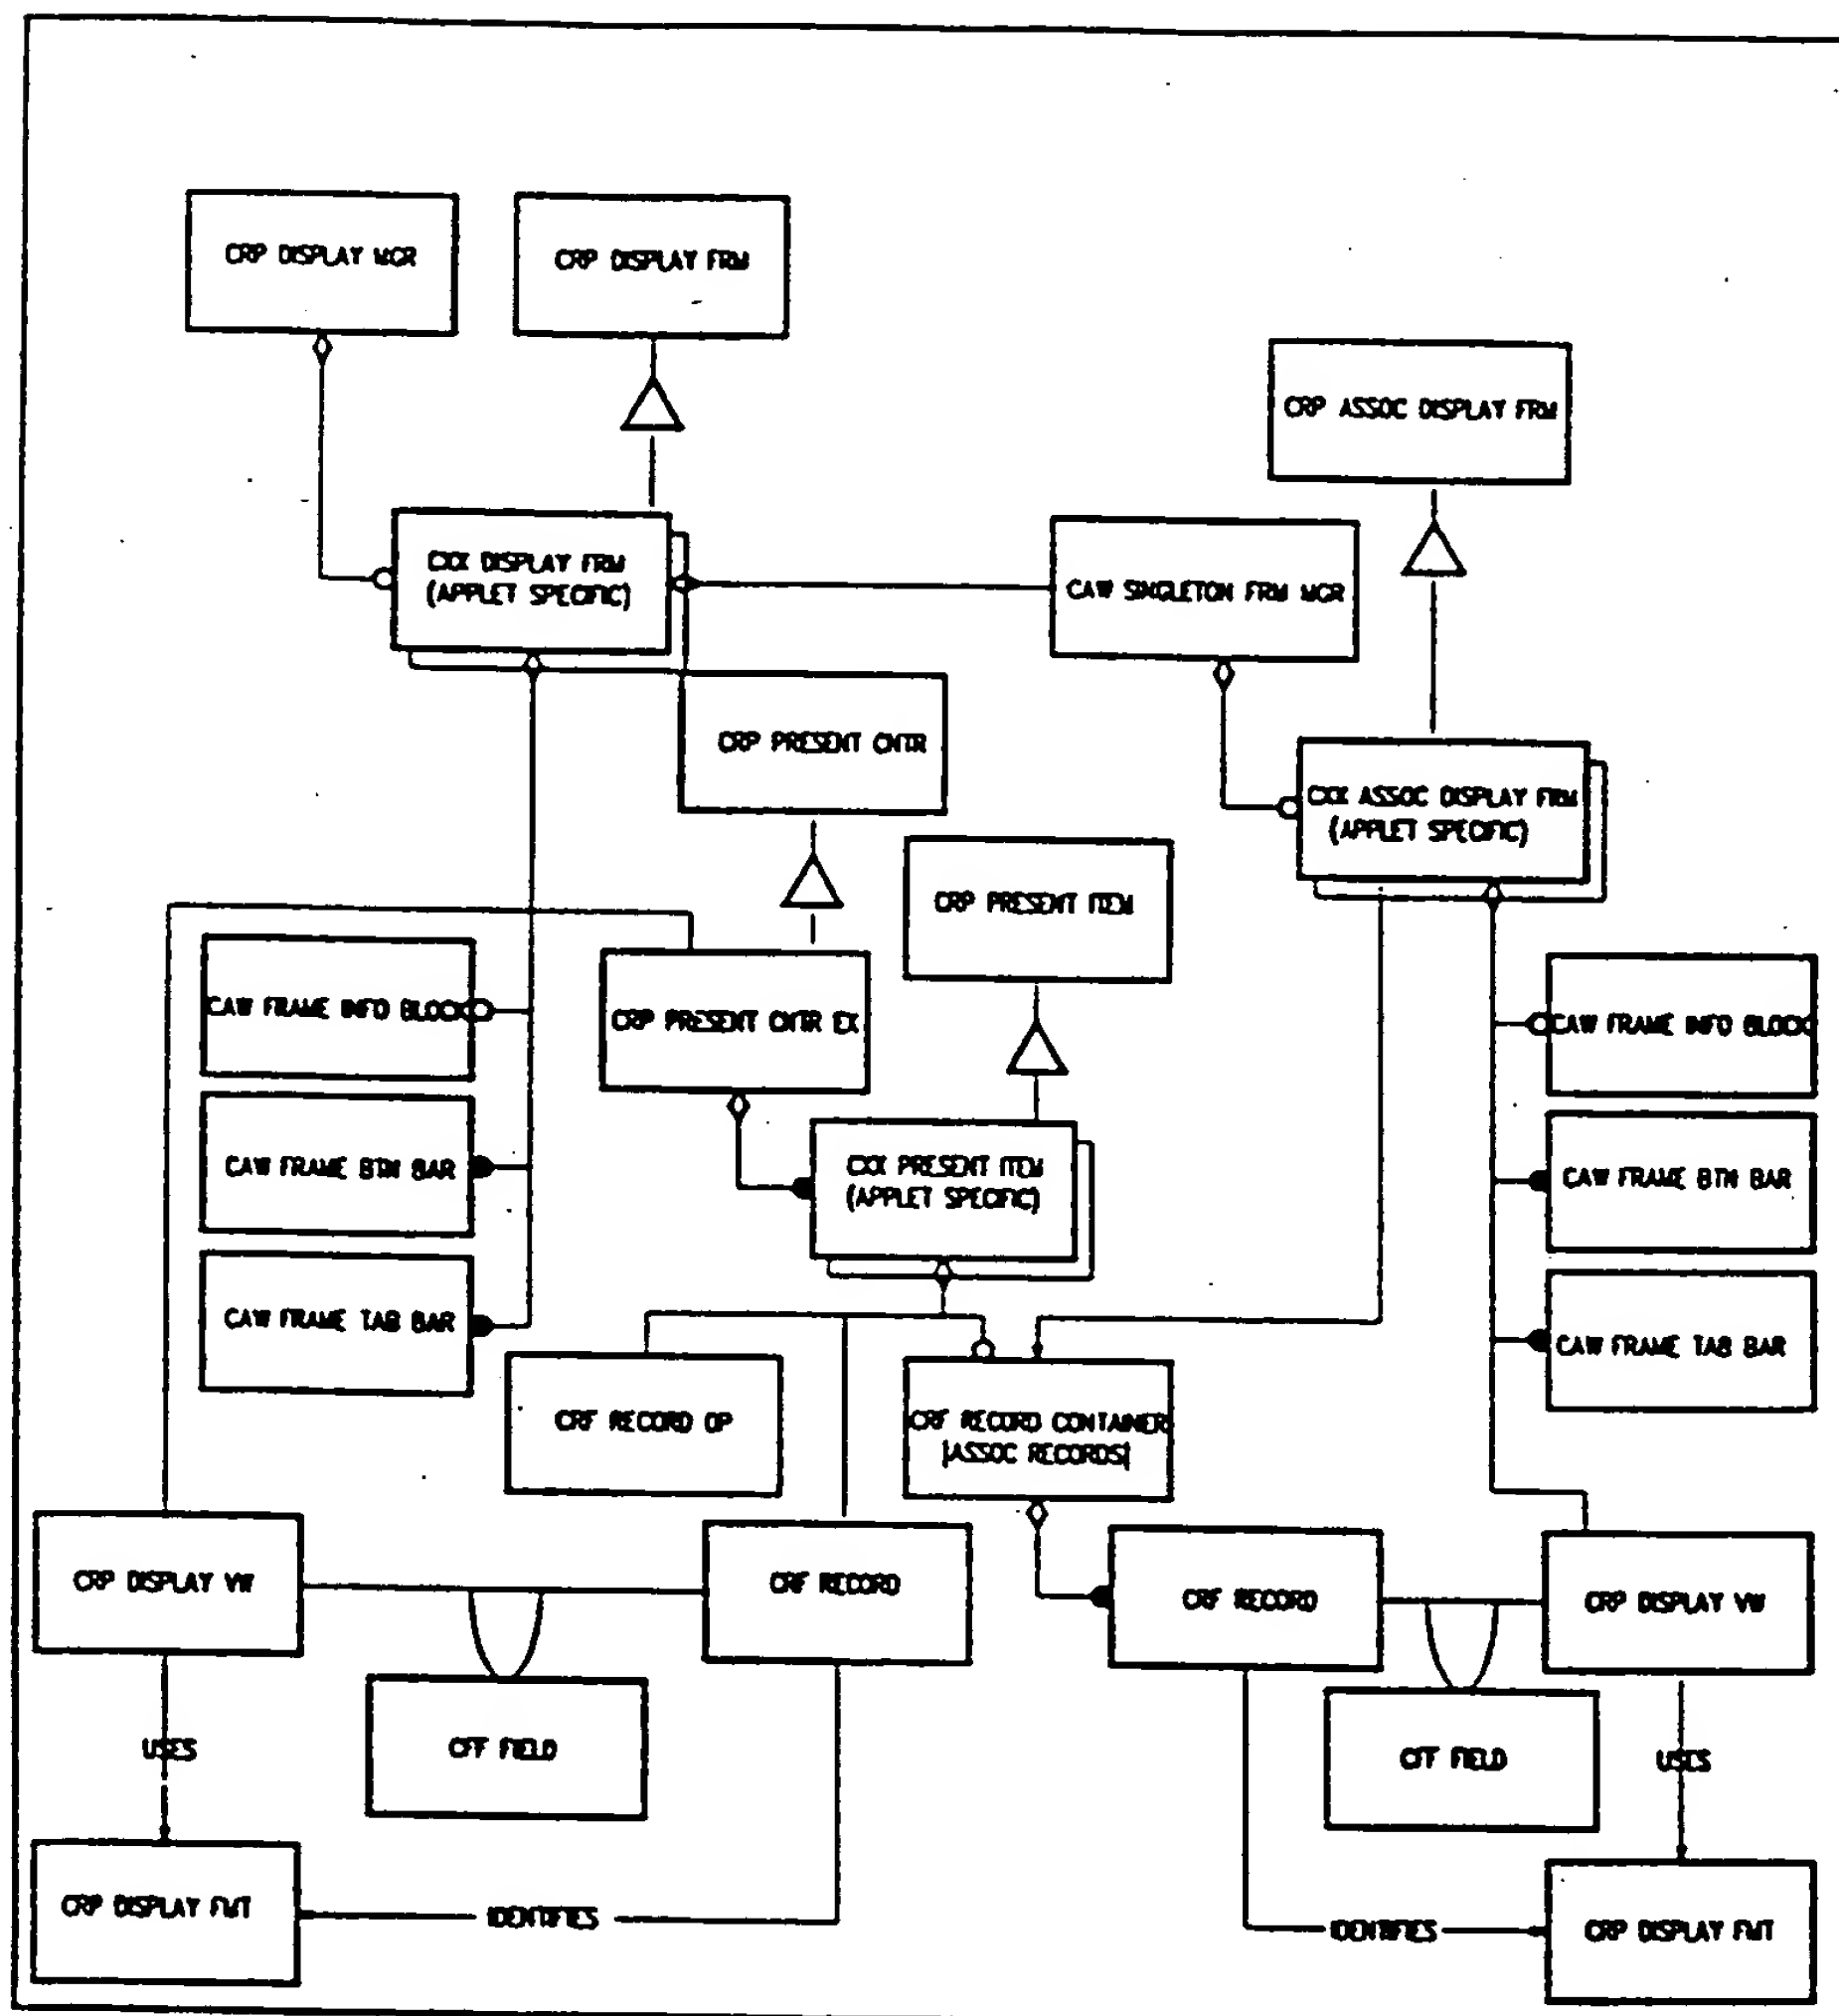 CRP DISPLAY MGR
CRP DISPLAY FRM
CRP ASSOC DISPLAY FRM
CXX DISPLAY FRM
(APPLET SPECIFIC)
CAW SINGLETON FRM MGR
CRP PRESENT CNTR
CXX ASSOC DISPLAY FRM
(APPLET SPECIFIC)
CRP PRESENT ITEM
CAW FRAME INFO BLOCK
CRP PRESENT CNTR EX
CAW FRAME INFO BLOCK
CAW FRAME BTN BAR
CXX PRESENT ITEM
(APPLET SPECIFIC)
CAW FRAME BTN BAR
CAW FRAME TAB BAR
CAW FRAME TAB BAR
CRF RECORD OP
CRF RECORD CONTAINER
[ASSOC RECORDS]
CRP DISPLAY VW
CRF RECORD
CRF RECORD
CRP DISPLAY VW
USES
CFF FIELD
CFF FIELD
USES
CRP DISPLAY FMT
IDENTIFIES
IDENTIFIES
CRP DISPLAY FMT